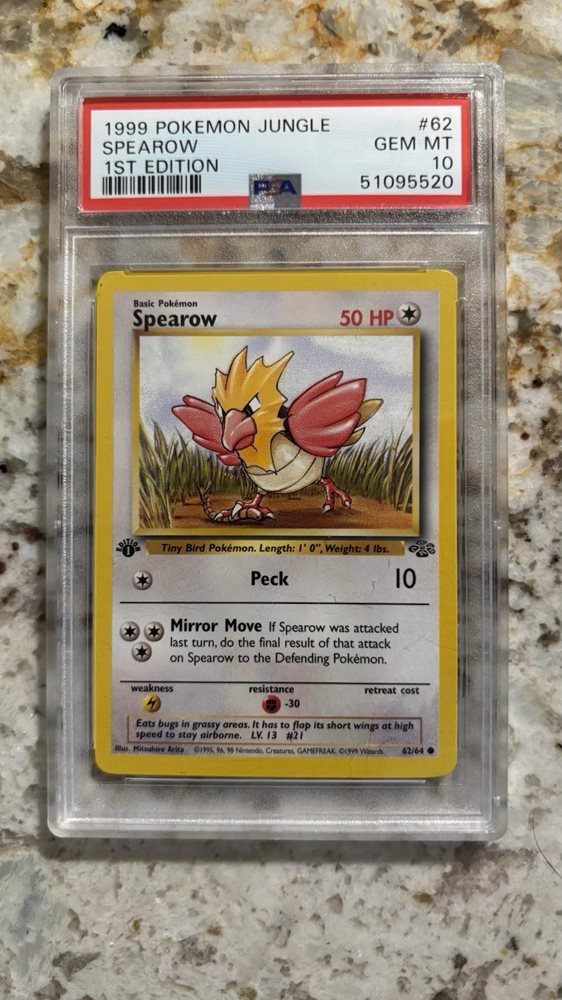 1999 POKEMON JUNGLE #62
SPEAROW GEM MT
1ST EDITION 10
PSA 51095520
Basic Pokémon
Spearow 50 HP
EDITION 1
Tiny Bird Pokémon. Length: 1' 0", Weight: 4 lbs.
Peck 10
Mirror Move If Spearow was attacked
last turn, do the final result of that attack
on Spearow to the Defending Pokémon.
weakness resistance retreat cost
-30
Eats bugs in grassy areas. It has to flap its short wings at high
speed to stay airborne. LV. 13 #21
Illus. Mitsuhiro Arita ©1995, 96, 98 Nintendo, Creatures, GAMEFREAK. ©1999 Wizards. 62/64